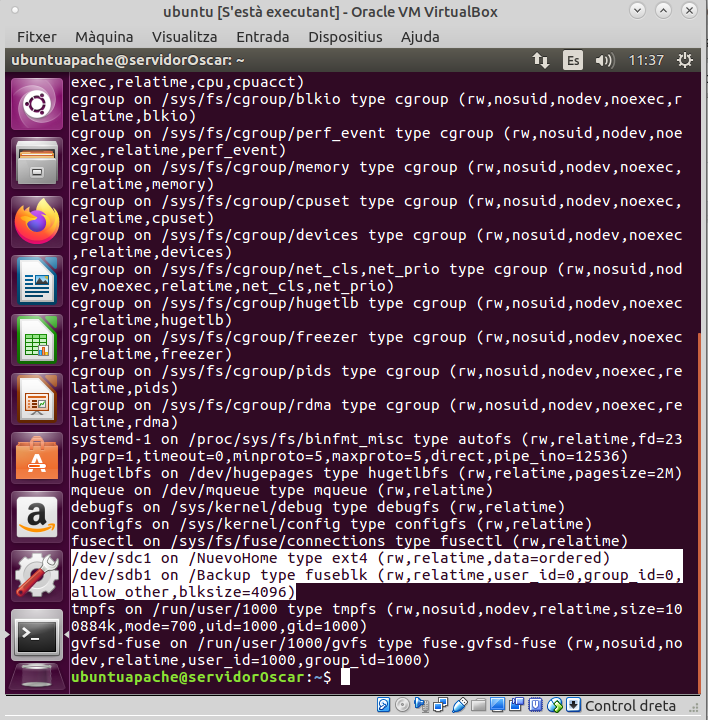 ubuntu [S'està executant] - Oracle VM VirtualBox
Fitxer Màquina Visualitza Entrada Dispositius Ajuda
ubuntuapache@servidorOscar: ~ Es 11:37
exec,relatime,cpu,cpuacct)
cgroup on /sys/fs/cgroup/blkio type cgroup (rw,nosuid,nodev,noexec,r
elatime,blkio)
cgroup on /sys/fs/cgroup/perf_event type cgroup (rw,nosuid,nodev,noe
xec,relatime,perf_event)
cgroup on /sys/fs/cgroup/memory type cgroup (rw,nosuid,nodev,noexec,
relatime,memory)
cgroup on /sys/fs/cgroup/cpuset type cgroup (rw,nosuid,nodev,noexec,
relatime,cpuset)
cgroup on /sys/fs/cgroup/devices type cgroup (rw,nosuid,nodev,noexec
,relatime,devices)
cgroup on /sys/fs/cgroup/net_cls,net_prio type cgroup (rw,nosuid,nod
ev,noexec,relatime,net_cls,net_prio)
cgroup on /sys/fs/cgroup/hugetlb type cgroup (rw,nosuid,nodev,noexec
,relatime,hugetlb)
cgroup on /sys/fs/cgroup/freezer type cgroup (rw,nosuid,nodev,noexec
,relatime,freezer)
cgroup on /sys/fs/cgroup/pids type cgroup (rw,nosuid,nodev,noexec,re
latime,pids)
cgroup on /sys/fs/cgroup/rdma type cgroup (rw,nosuid,nodev,noexec,re
latime,rdma)
systemd-1 on /proc/sys/fs/binfmt_misc type autofs (rw,relatime,fd=23
,pgrp=1,timeout=0,minproto=5,maxproto=5,direct,pipe_ino=12536)
hugetlbfs on /dev/hugepages type hugetlbfs (rw,relatime,pagesize=2M)
mqueue on /dev/mqueue type mqueue (rw,relatime)
debugfs on /sys/kernel/debug type debugfs (rw,relatime)
configfs on /sys/kernel/config type configfs (rw,relatime)
fusectl on /sys/fs/fuse/connections type fusectl (rw,relatime)
/dev/sdc1 on /NuevoHome type ext4 (rw,relatime,data=ordered)
/dev/sdb1 on /Backup type fuseblk (rw,relatime,user_id=0,group_id=0,
allow_other,blksize=4096)
tmpfs on /run/user/1000 type tmpfs (rw,nosuid,nodev,relatime,size=10
0884k,mode=700,uid=1000,gid=1000)
gvfsd-fuse on /run/user/1000/gvfs type fuse.gvfsd-fuse (rw,nosuid,no
dev,relatime,user_id=1000,group_id=1000)
ubuntuapache@servidorOscar:~$
Control dreta